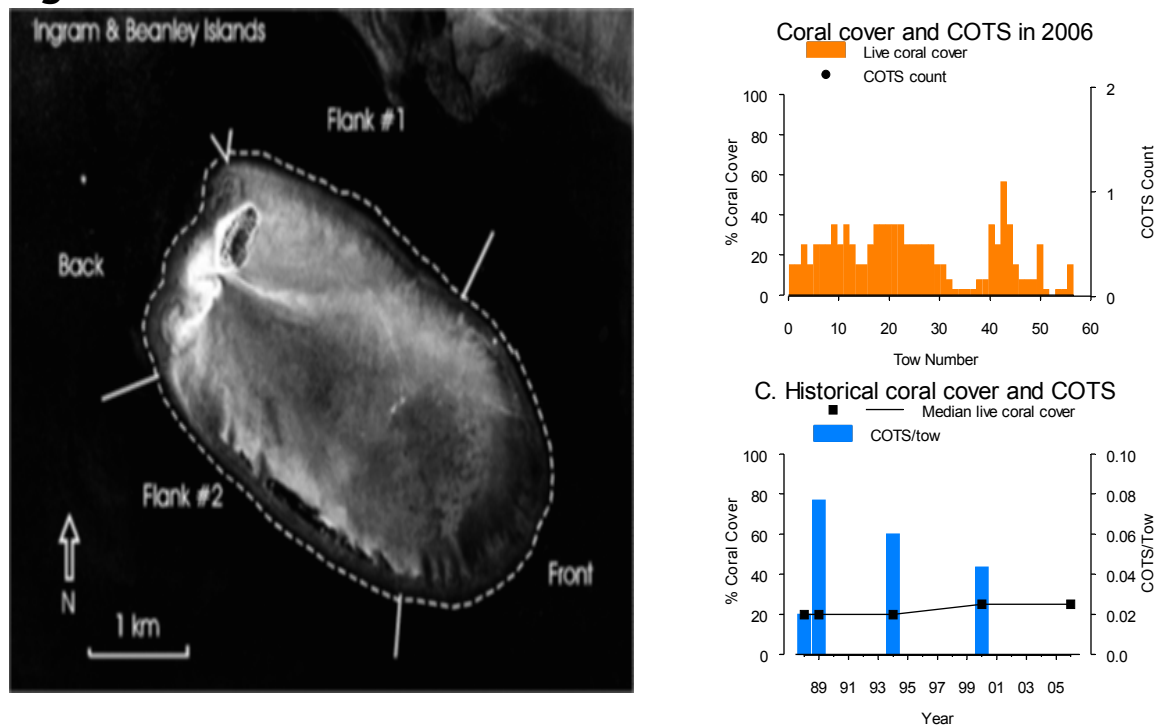 Ingram & Beanley Islands
Flank #1
Back
Flank #2
Front
N
1 km
Coral cover and COTS in 2006
Live coral cover
COTS count
% Coral Cover
100
80
60
40
20
0
COTS Count
2
1
0
0 10 20 30 40 50 60
Tow Number
C. Historical coral cover and COTS
Median live coral cover
COTS/tow
% Coral Cover
100
80
60
40
20
0
COTS/Tow
0.10
0.08
0.06
0.04
0.02
0.0
89 91 93 95 97 99 01 03 05
Year